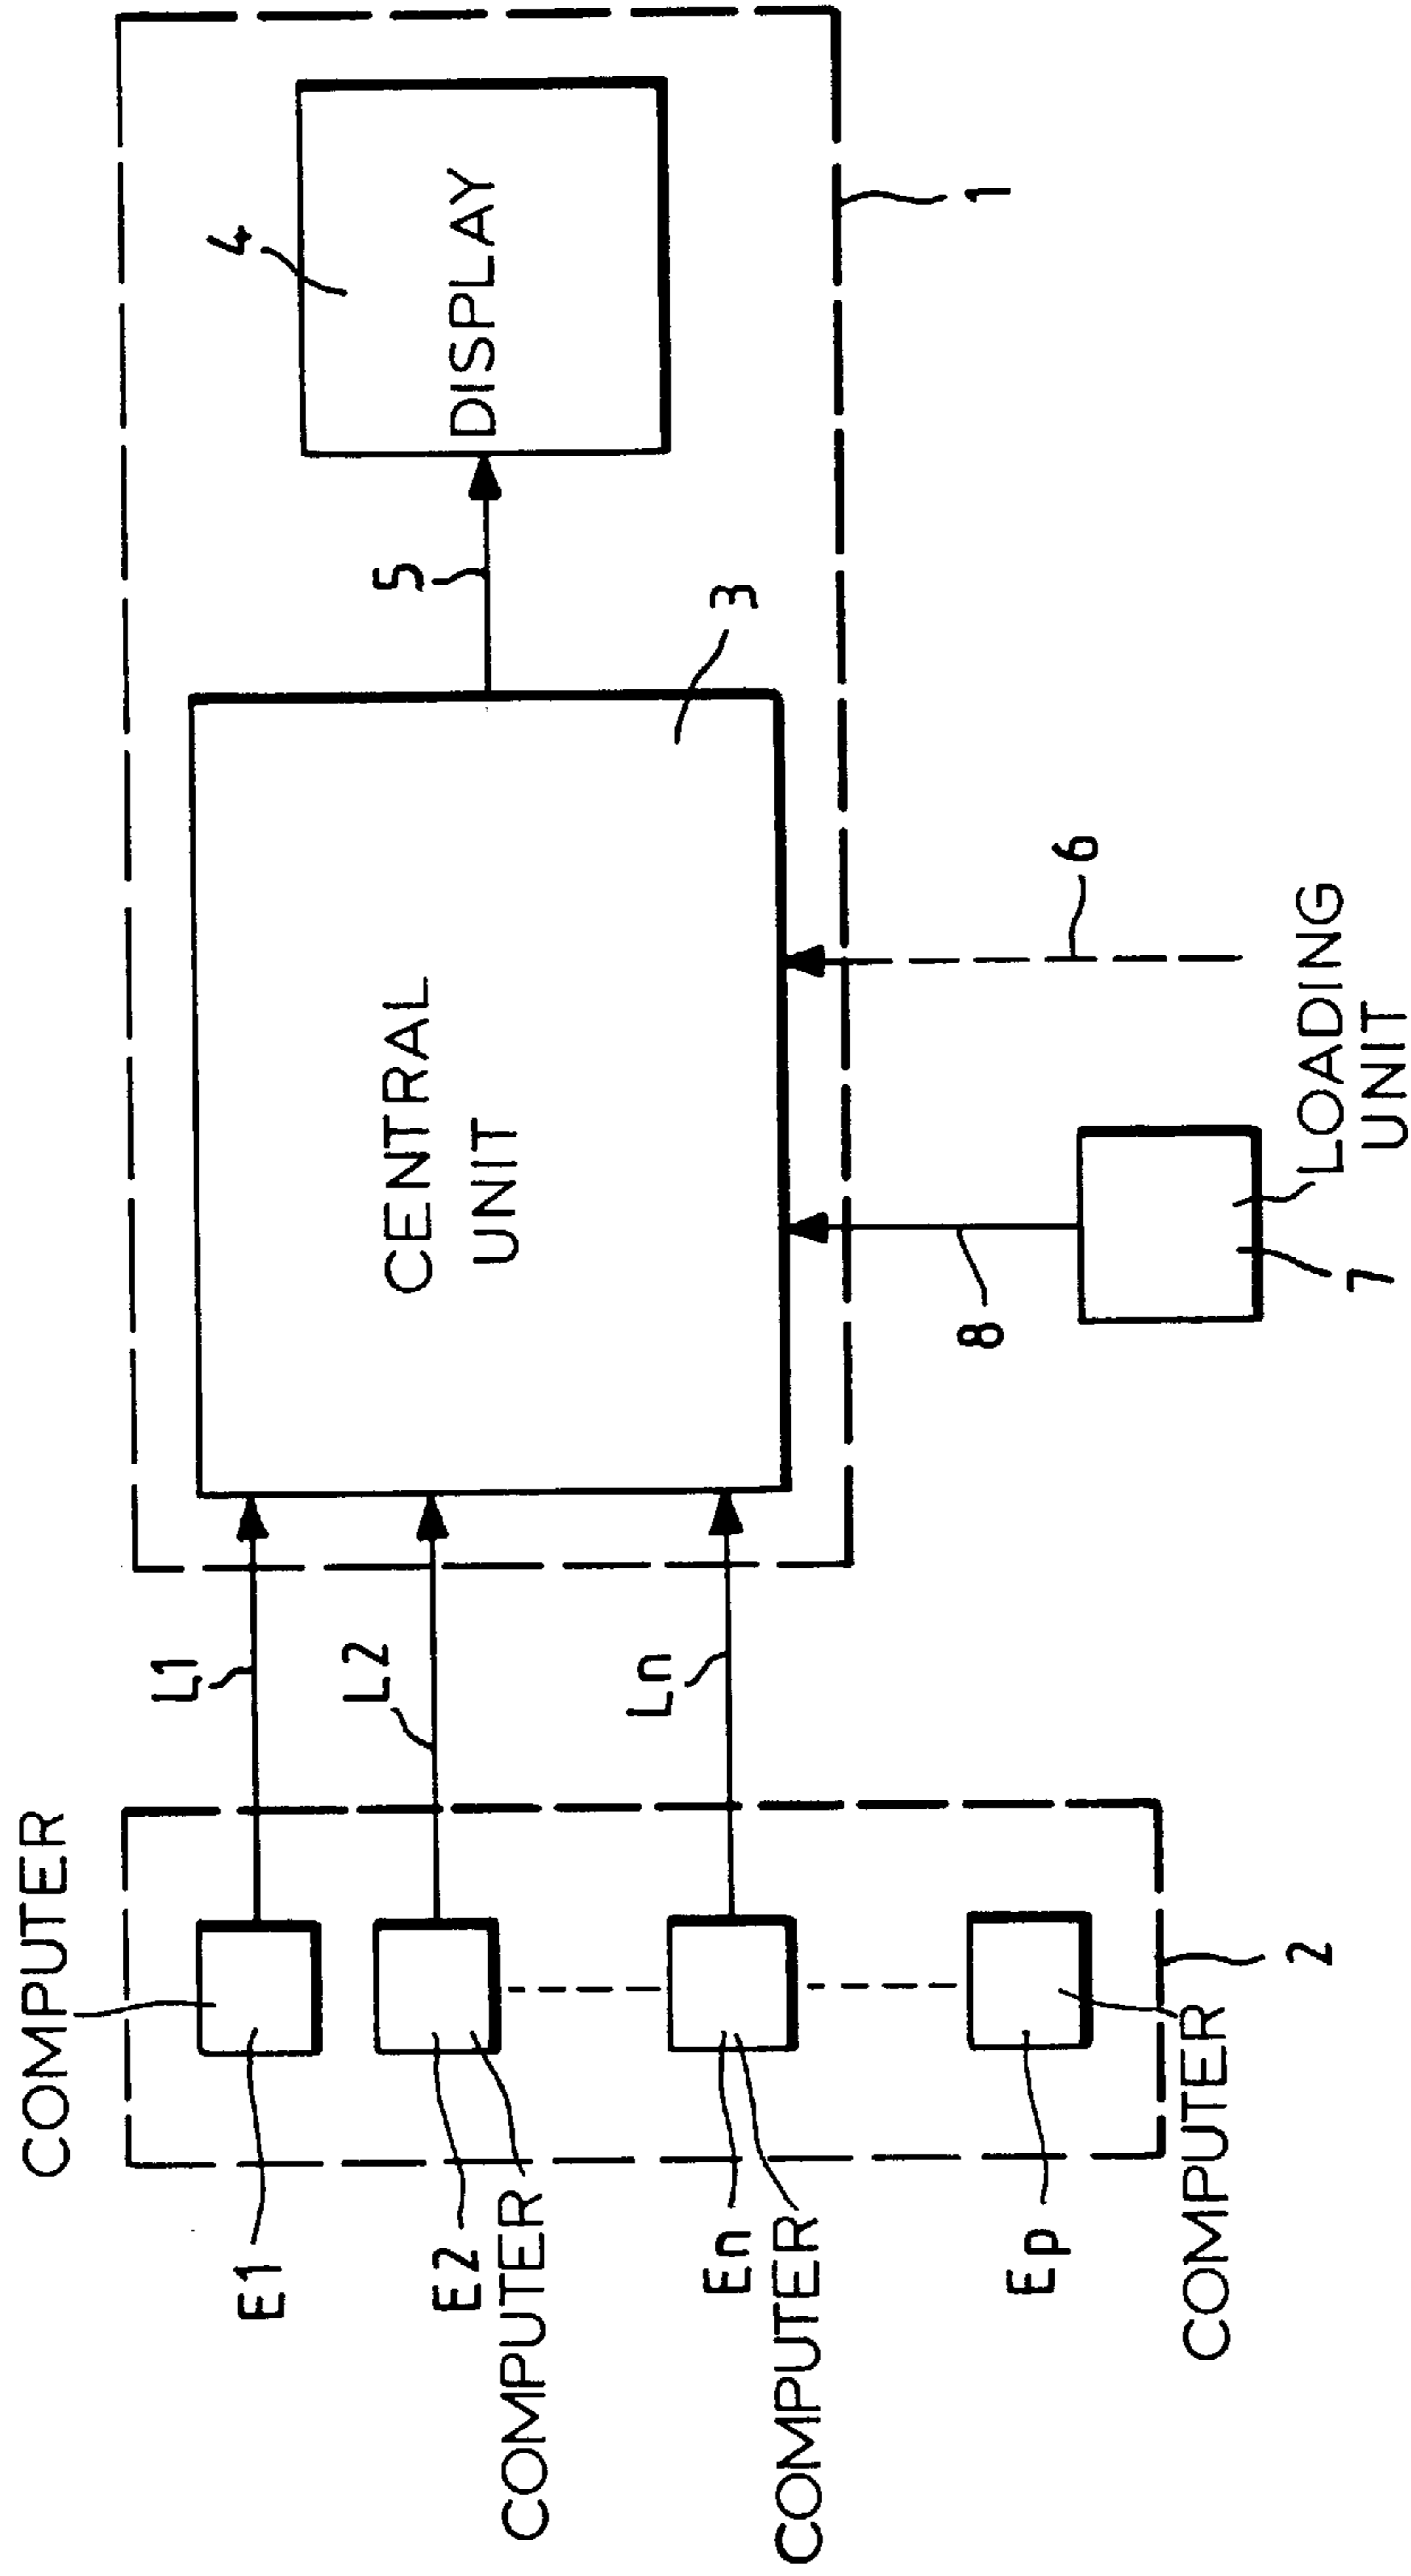 COMPUTER
L1
4
E1
L2
5
CENTRAL
UNIT
DISPLAY
E2
COMPUTER
Ln
3
En
COMPUTER
8
1
Ep
6
COMPUTER
2
LOADING
UNIT
7